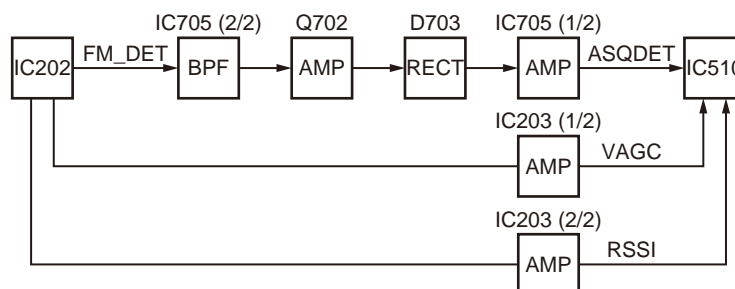 IC705 (2/2) Q702 D703 IC705 (1/2)
IC202 FM_DET BPF AMP RECT AMP ASQDET IC510
IC203 (1/2)
AMP VAGC
IC203 (2/2)
AMP RSSI